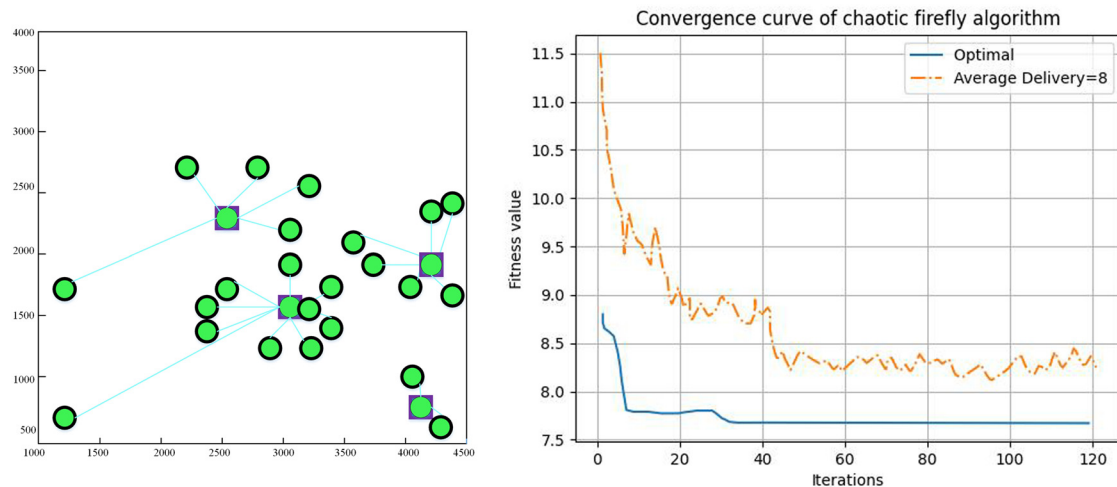 4000
3500
3000
2500
2000
1500
1000
500
1000 1500 2000 2500 3000 3500 4000 4500
Convergence curve of chaotic firefly algorithm
Optimal
Average Delivery=8
Fitness value
11.5
11.0
10.5
10.0
9.5
9.0
8.5
8.0
7.5
0 20 40 60 80 100 120
Iterations